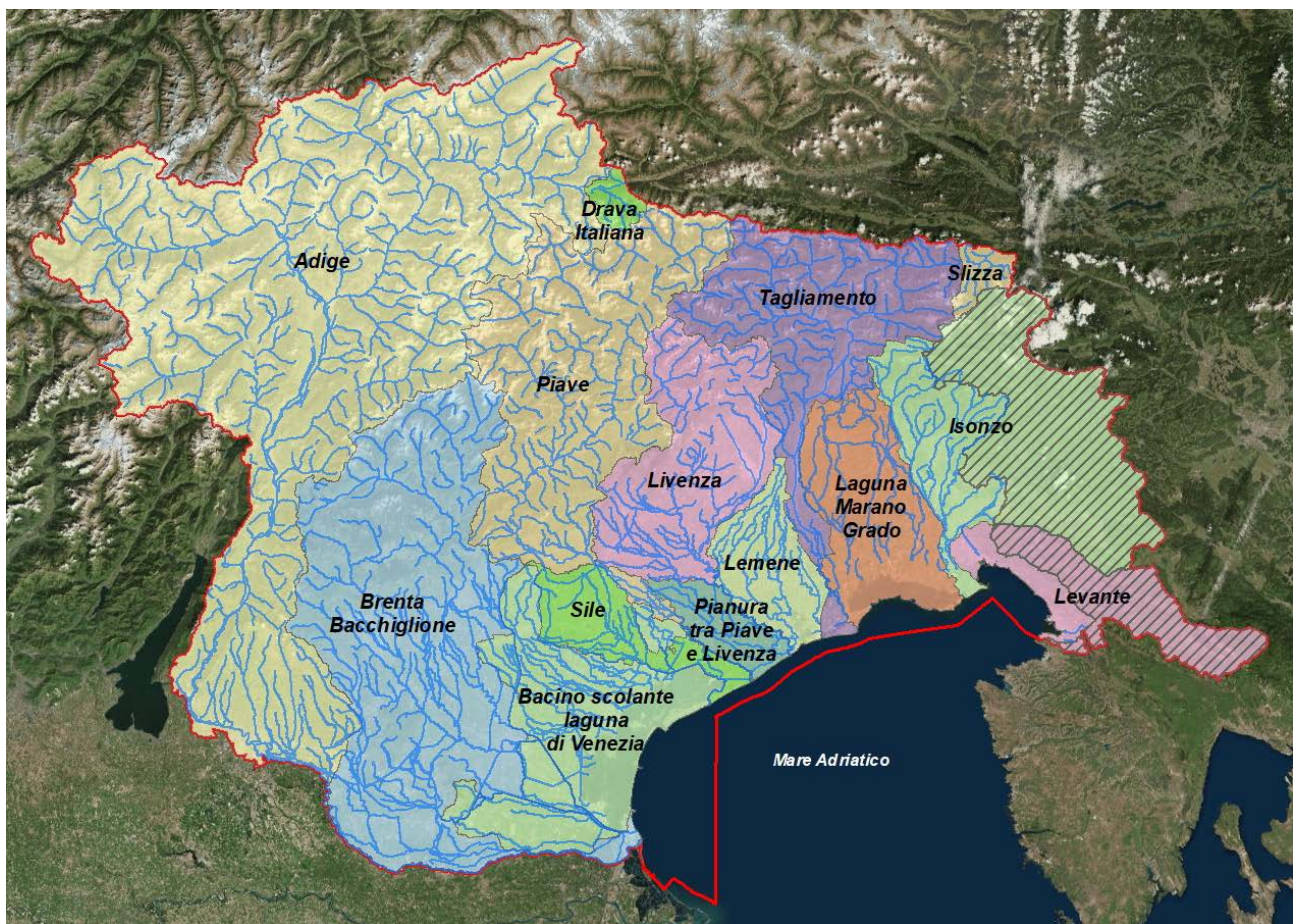 Drava
Italiana
Adige
Slizza
Tagliamento
Piave
Isonzo
Livenza
Laguna
Marano
Grado
Lemene
Brenta
Bacchiglione
Sile
Pianura
tra Piave
e Livenza
Levante
Bacino scolante
laguna
di Venezia
Mare Adriatico